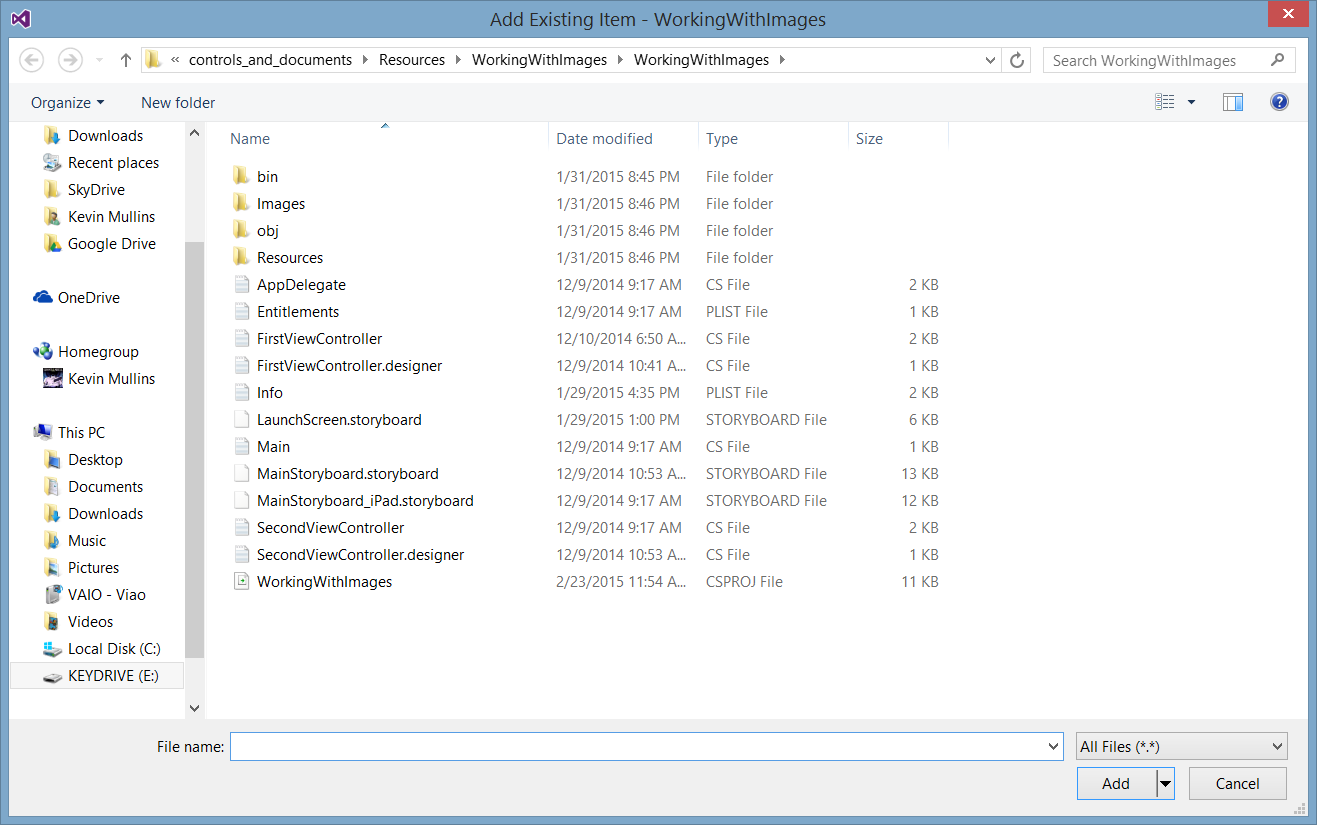 Add Existing Item - WorkingWithImages
« controls_and_documents Resources WorkingWithImages WorkingWithImages
Search WorkingWithImages
Organize New folder
Downloads
Recent places
SkyDrive
Kevin Mullins
Google Drive
OneDrive
Homegroup
Kevin Mullins
This PC
Desktop
Documents
Downloads
Music
Pictures
VAIO - Viao
Videos
Local Disk (C:)
KEYDRIVE (E:)
Name Date modified Type Size
bin 1/31/2015 8:45 PM File folder
Images 1/31/2015 8:46 PM File folder
obj 1/31/2015 8:46 PM File folder
Resources 1/31/2015 8:46 PM File folder
AppDelegate 12/9/2014 9:17 AM CS File 2 KB
Entitlements 12/9/2014 9:17 AM PLIST File 1 KB
FirstViewController 12/10/2014 6:50 A... CS File 2 KB
FirstViewController.designer 12/9/2014 10:41 A... CS File 1 KB
Info 1/29/2015 4:35 PM PLIST File 2 KB
LaunchScreen.storyboard 1/29/2015 1:00 PM STORYBOARD File 6 KB
Main 12/9/2014 9:17 AM CS File 1 KB
MainStoryboard.storyboard 12/9/2014 10:53 A... STORYBOARD File 13 KB
MainStoryboard_iPad.storyboard 12/9/2014 9:17 AM STORYBOARD File 12 KB
SecondViewController 12/9/2014 9:17 AM CS File 2 KB
SecondViewController.designer 12/9/2014 10:53 A... CS File 1 KB
WorkingWithImages 2/23/2015 11:54 A... CSPROJ File 11 KB
File name:
All Files (*.*)
Add Cancel